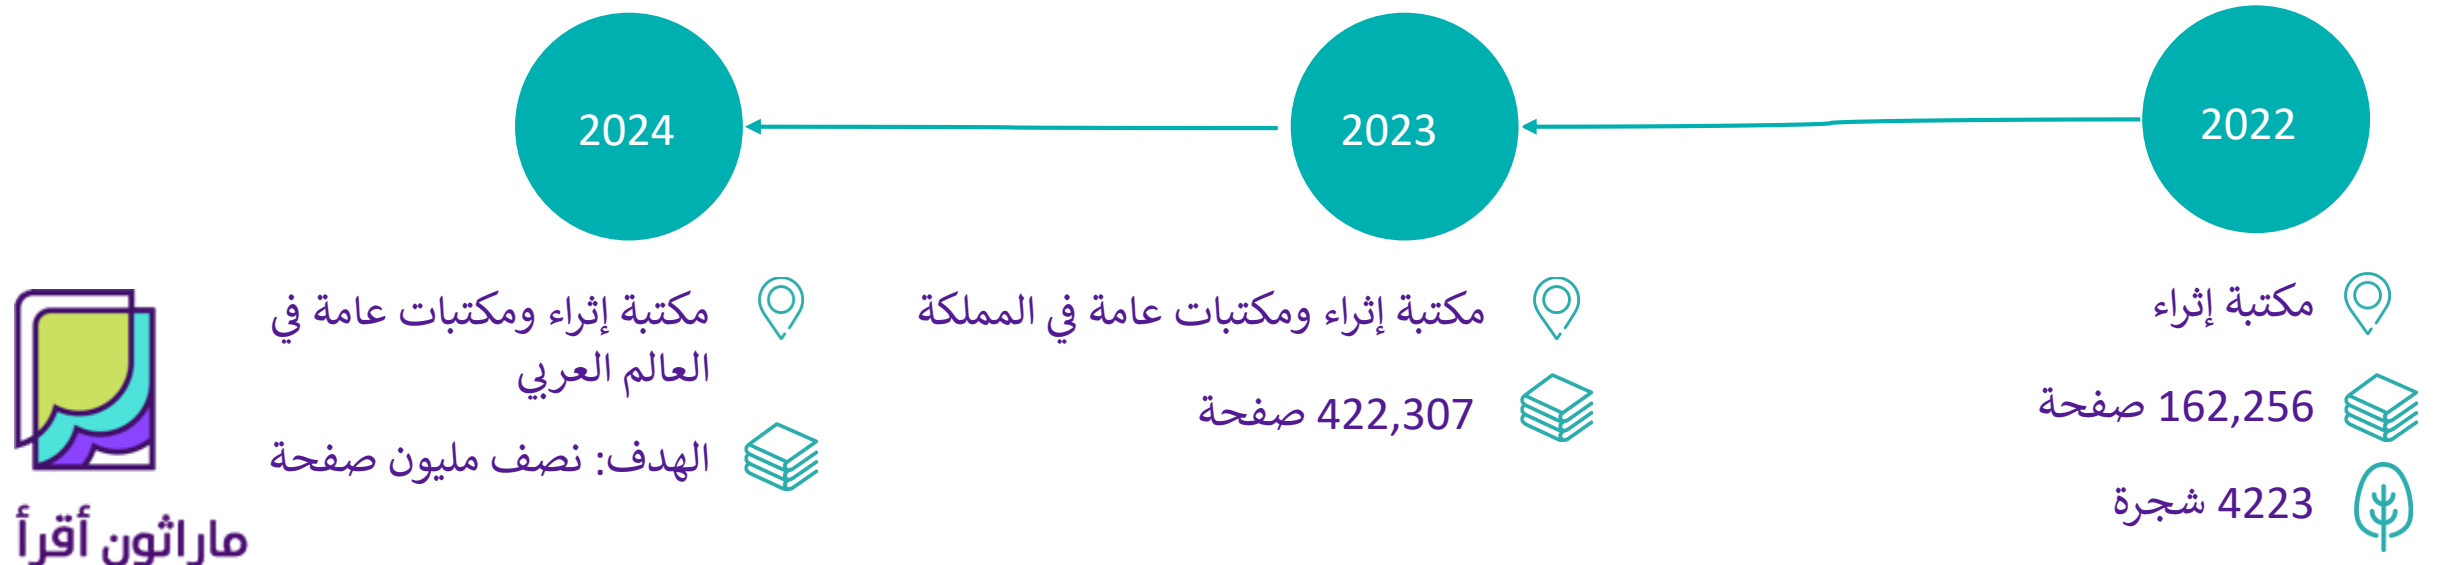 2022
مكتبة إثراء
162,256 صفحة
4223 شجرة
2023
مكتبة إثراء ومكتبات عامة في المملكة
422,307 صفحة
2024
مكتبة إثراء ومكتبات عامة في
العالم العربي
الهدف: نصف مليون صفحة
ماراثون أقرأ